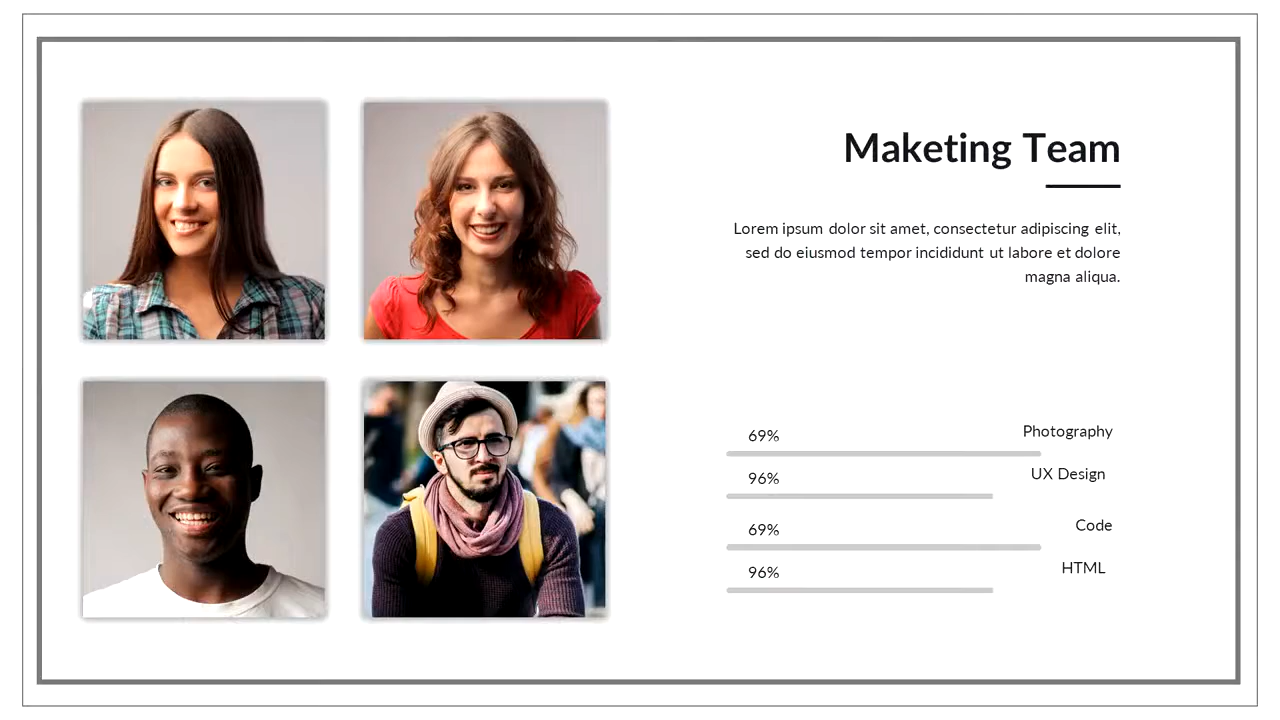 Maketing Team
Lorem ipsum dolor sit amet, consectetur adipiscing elit,
sed do eiusmod tempor incididunt ut labore et dolore
magna aliqua.
69% Photography
96% UX Design
69% Code
96% HTML